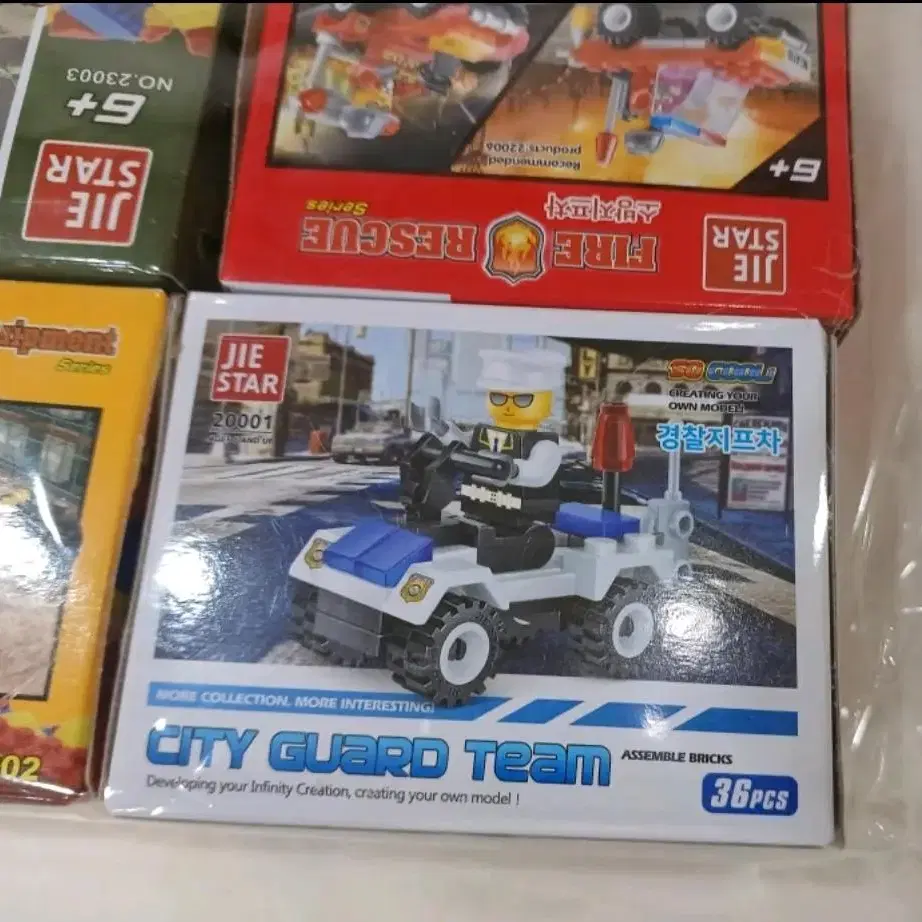 6+
NO.23003
JIE
STAR
Recommended
products:22006
6+
소방지프차
FIRE RESCUE
Series
JIE
STAR
Series
02
JIE
STAR
20001
SO COOL!
CREATING YOUR
OWN MODEL!
경찰지프차
MORE COLLECTION. MORE INTERESTING!
CITY GUARD TEAM
ASSEMBLE BRICKS
Developing your Infinity Creation, creating your own model !
36PCS